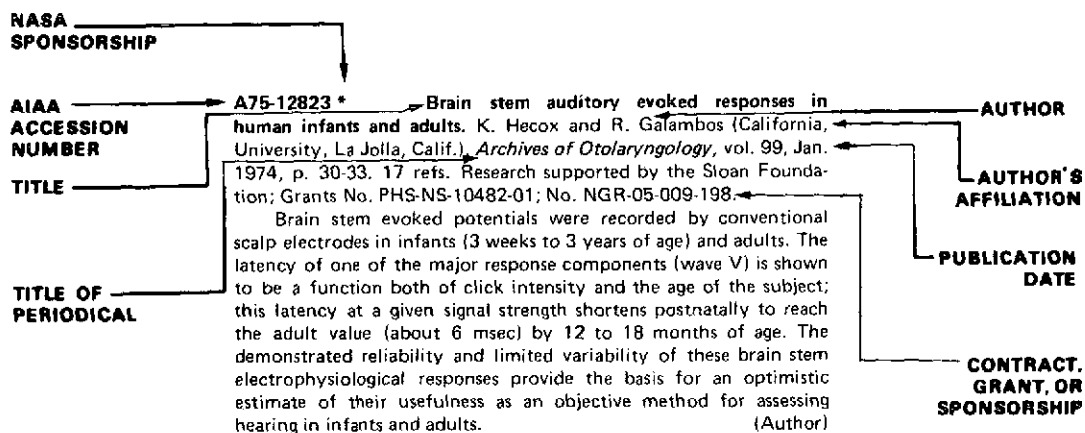 NASA
SPONSORSHIP
AIAA
ACCESSION
NUMBER
TITLE
TITLE OF
PERIODICAL
A75-12823 * Brain stem auditory evoked responses in
human infants and adults. K. Hecox and R. Galambos (California,
University, La Jolla, Calif.). Archives of Otolaryngology, vol. 99, Jan.
1974, p. 30-33. 17 refs. Research supported by the Sloan Founda-
tion; Grants No. PHS-NS-10482-01; No. NGR-05-009-198.
Brain stem evoked potentials were recorded by conventional
scalp electrodes in infants (3 weeks to 3 years of age) and adults. The
latency of one of the major response components (wave V) is shown
to be a function both of click intensity and the age of the subject;
this latency at a given signal strength shortens postnatally to reach
the adult value (about 6 msec) by 12 to 18 months of age. The
demonstrated reliability and limited variability of these brain stem
electrophysiological responses provide the basis for an optimistic
estimate of their usefulness as an objective method for assessing
hearing in infants and adults. (Author)
AUTHOR
AUTHOR'S
AFFILIATION
PUBLICATION
DATE
CONTRACT,
GRANT, OR
SPONSORSHIP